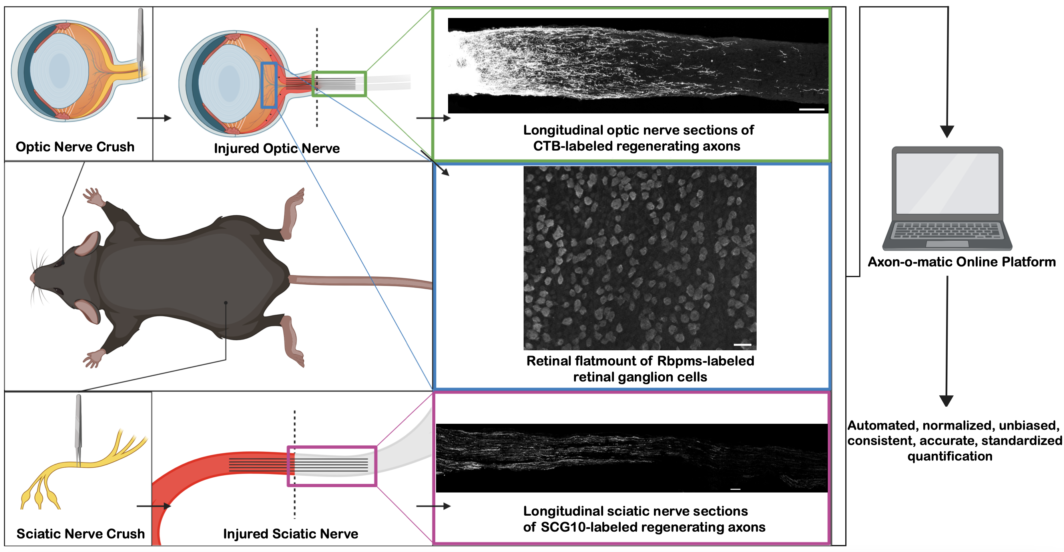 Optic Nerve Crush
Injured Optic Nerve
Longitudinal optic nerve sections of
CTB-labeled regenerating axons
Retinal flatmount of Rbpms-labeled
retinal ganglion cells
Sciatic Nerve Crush
Injured Sciatic Nerve
Longitudinal sciatic nerve sections
of SCG10-labeled regenerating axons
Axon-o-matic Online Platform
Automated, normalized, unbiased,
consistent, accurate, standardized
quantification